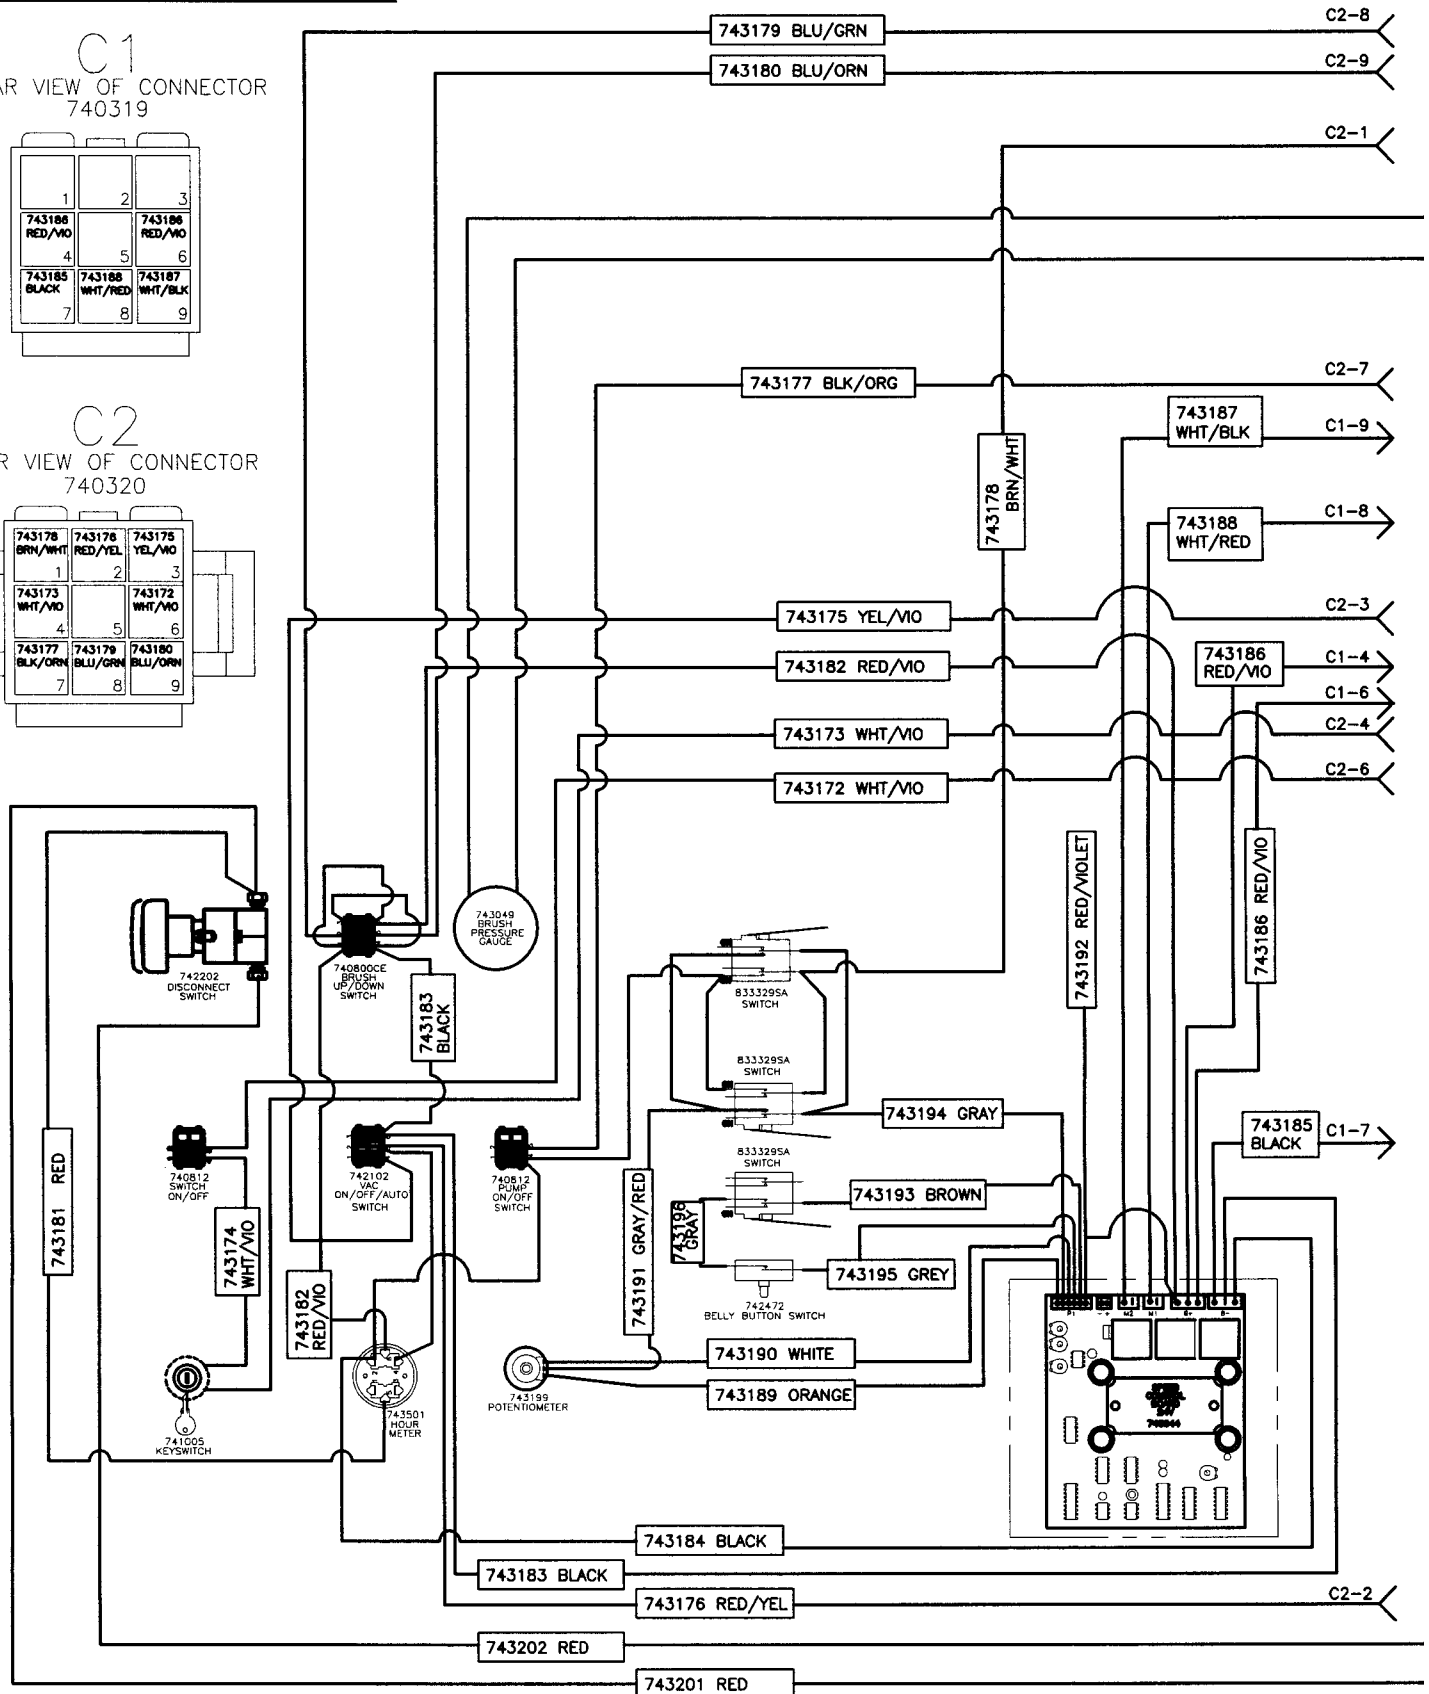 C1
AR VIEW OF CONNECTOR
740319
1
2
3
743186
RED/VIO
4
5
743186
RED/VIO
6
743185
BLACK
7
743188
WHT/RED
8
743187
WHT/BLK
9
C2
R VIEW OF CONNECTOR
740320
743178
BRN/WHT
1
743176
RED/YEL
2
743175
YEL/VIO
3
743173
WHT/VIO
4
5
743172
WHT/VIO
6
743177
BLK/ORN
7
743179
BLU/GRN
8
743180
BLU/ORN
9
743179 BLU/GRN
C2-8
743180 BLU/ORN
C2-9
C2-1
743177 BLK/ORG
C2-7
743187
WHT/BLK
C1-9
743178
BRN/WHT
743188
WHT/RED
C1-8
743175 YEL/VIO
C2-3
743182 RED/VIO
743186
RED/VIO
C1-4
C1-6
743173 WHT/VIO
C2-4
743172 WHT/VIO
C2-6
743192 RED/VIOLET
743186 RED/VIO
742202
DISCONNECT
SWITCH
740800CE
BRUSH
UP/DOWN
SWITCH
743183
BLACK
743049
BRUSH
PRESSURE
GAUGE
833329SA
SWITCH
833329SA
SWITCH
743194 GRAY
743185
BLACK
C1-7
743181 RED
740812
SWITCH
ON/OFF
742102
VAC
ON/OFF/AUTO
SWITCH
740812
PUMP
ON/OFF
SWITCH
833329SA
SWITCH
743193 BROWN
743174
WHT/VIO
743182
RED/VIO
743191 GRAY/RED
743196
GRAY
743195 GREY
742472
BELLY BUTTON SWITCH
743190 WHITE
743189 ORANGE
741005
KEYSWITCH
743501
HOUR
METER
743199
POTENTIOMETER
P1
- +
M2
M1
B+
B-
SPEED
CONTROL
BOARD
24V
743184 BLACK
743183 BLACK
743176 RED/YEL
C2-2
743202 RED
743201 RED